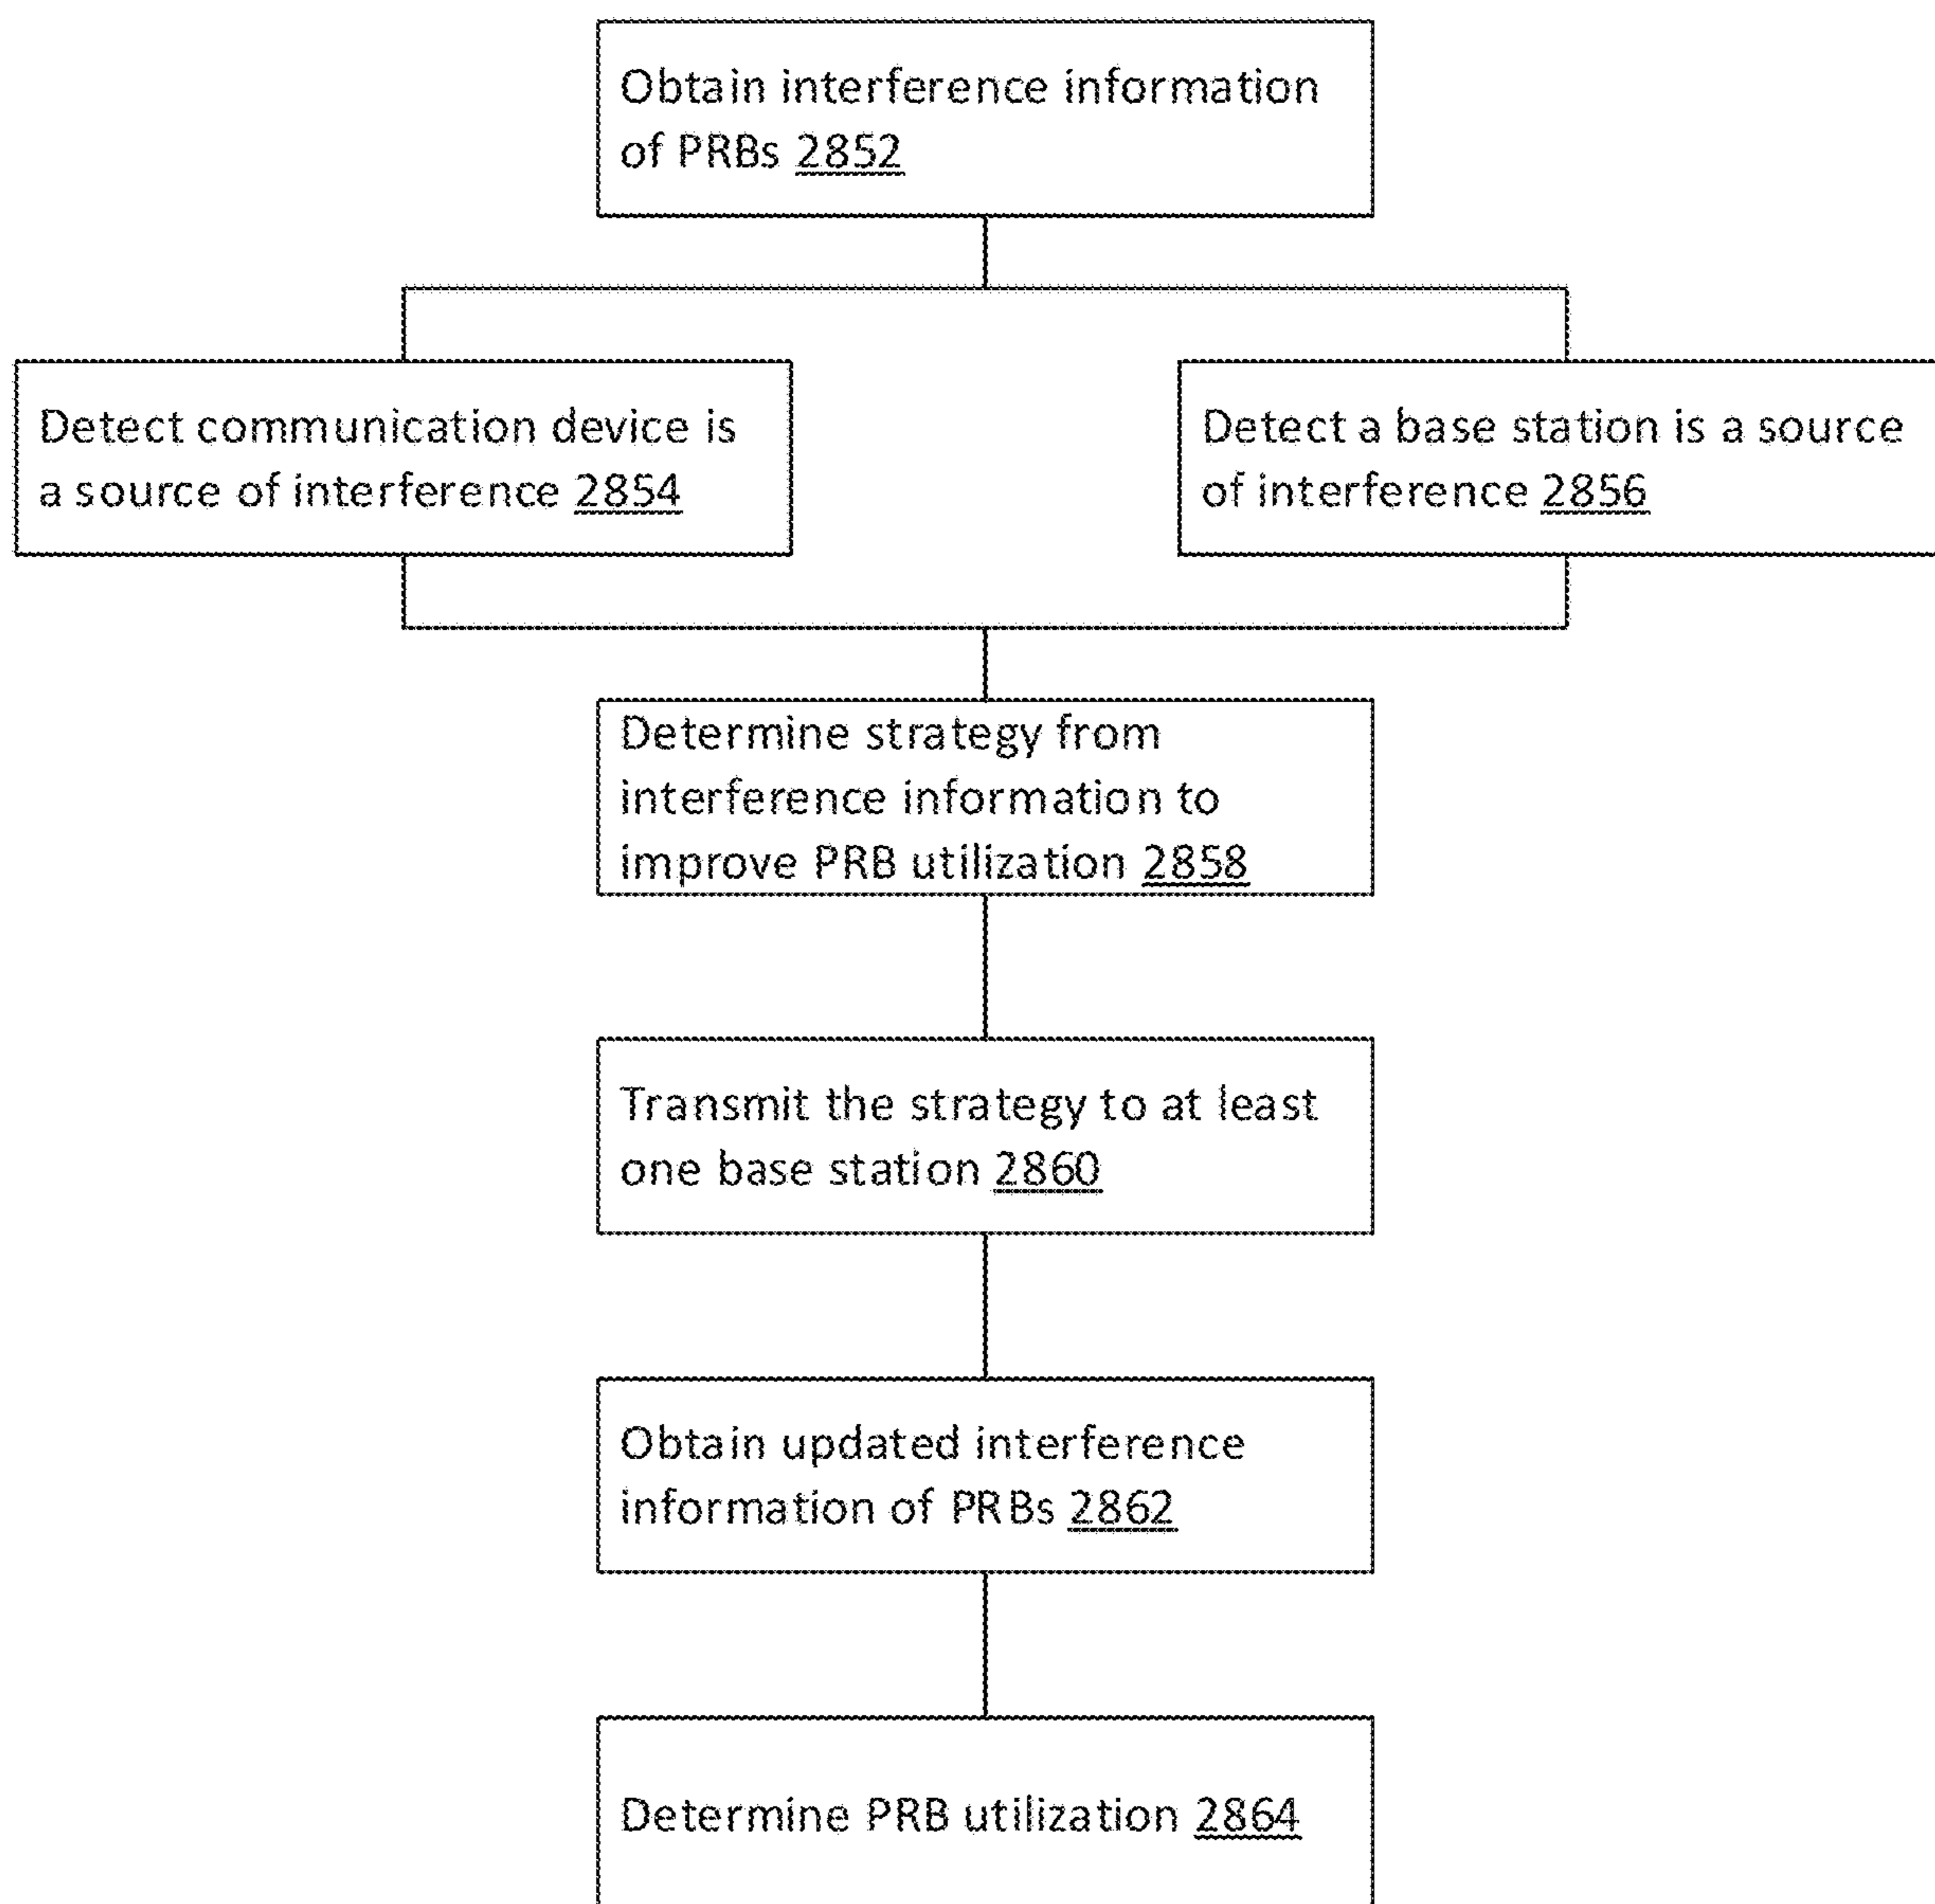 Obtain interference information
of PRBs 2852
Detect communication device is
a source of interference 2854
Detect a base station is a source
of interference 2856
Determine strategy from
interference information to
improve PRB utilization 2858
Transmit the strategy to at least
one base station 2860
Obtain updated interference
information of PRBs 2862
Determine PRB utilization 2864